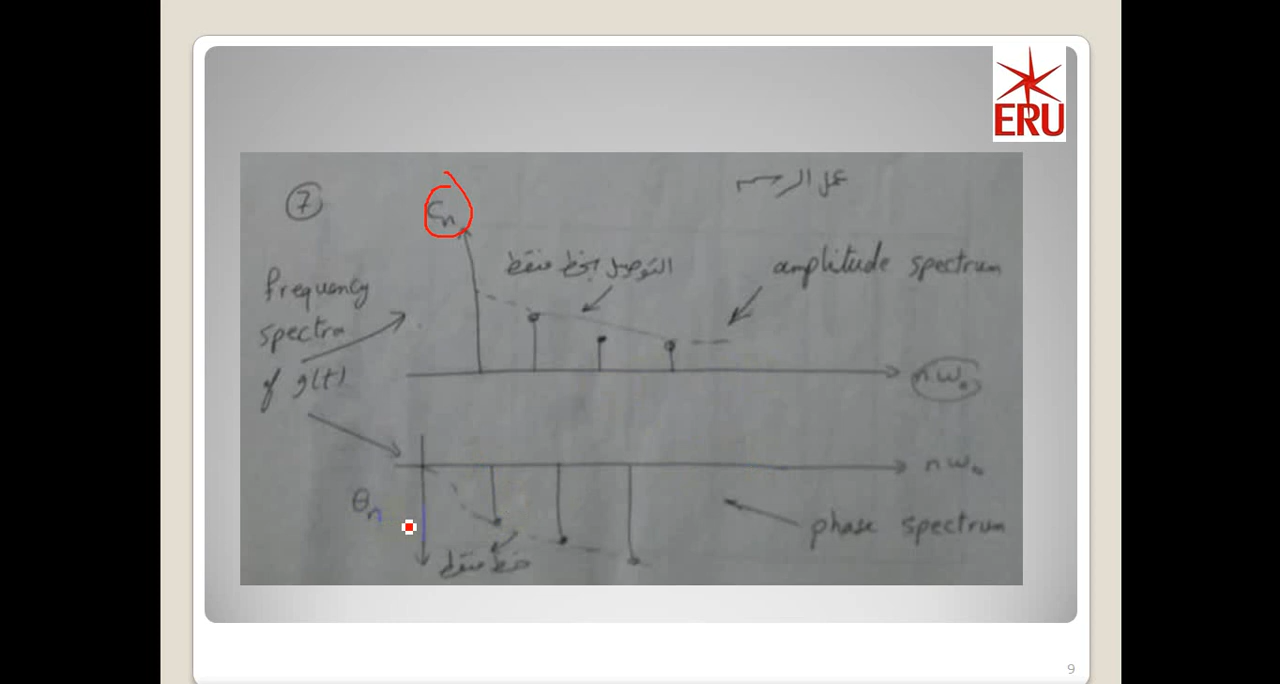 ERU
7
عمل الرسم
Cn
التوصيل بخط منقط
amplitude spectrum
frequency
spectra
of g(t)
nω₀
nω₀
θn
phase spectrum
خط منقط
9